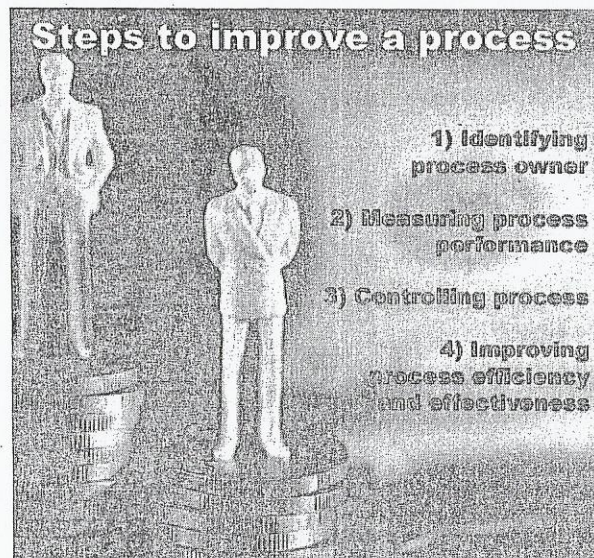 Steps to improve a process
1) Identifying
process owner
2) Measuring process
performance
3) Controlling process
4) Improving
process efficiency
and effectiveness